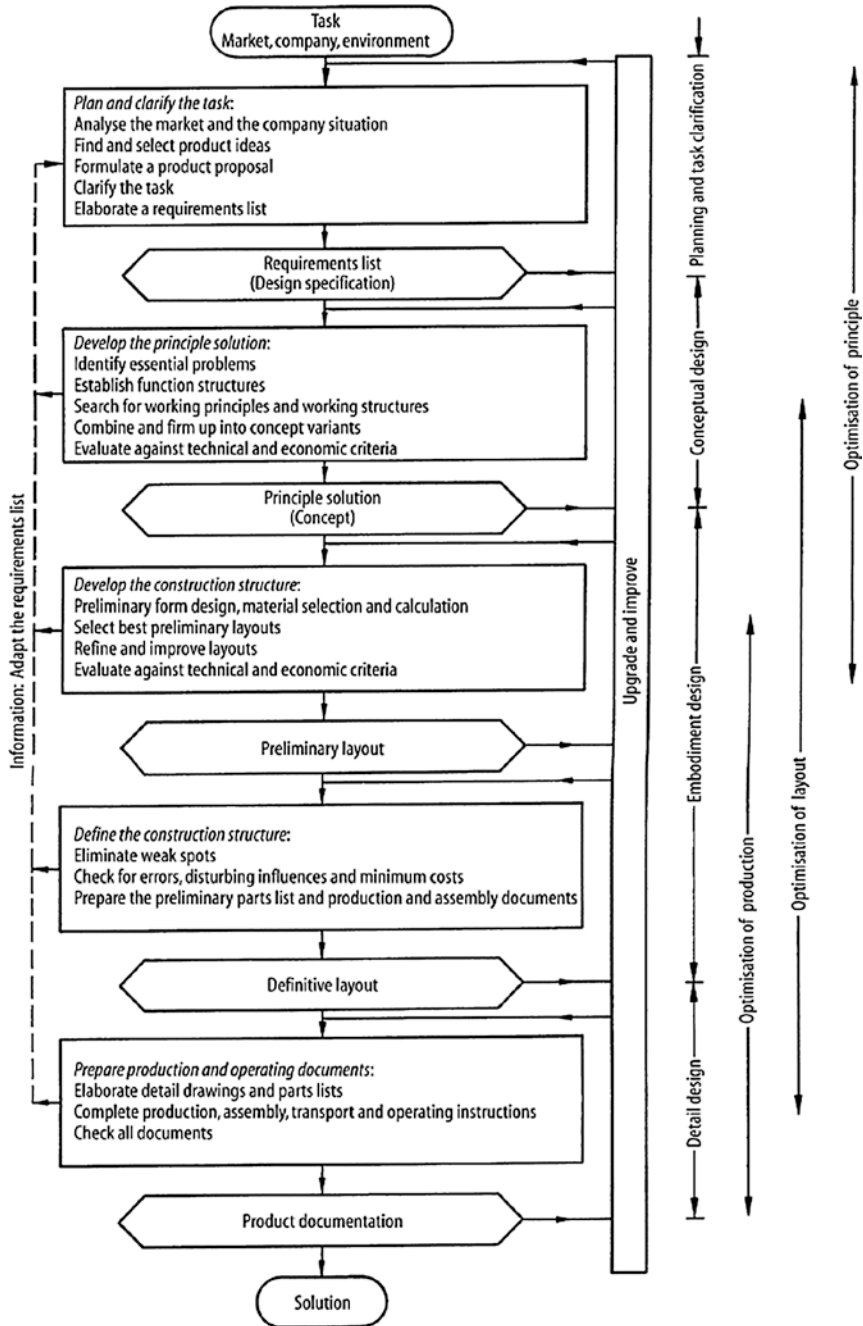 Task
Market, company, environment
Plan and clarify the task:
Analyse the market and the company situation
Find and select product ideas
Formulate a product proposal
Clarify the task
Elaborate a requirements list
Requirements list
(Design specification)
Develop the principle solution:
Identify essential problems
Establish function structures
Search for working principles and working structures
Combine and firm up into concept variants
Evaluate against technical and economic criteria
Principle solution
(Concept)
Develop the construction structure:
Preliminary form design, material selection and calculation
Select best preliminary layouts
Refine and improve layouts
Evaluate against technical and economic criteria
Preliminary layout
Define the construction structure:
Eliminate weak spots
Check for errors, disturbing influences and minimum costs
Prepare the preliminary parts list and production and assembly documents
Definitive layout
Prepare production and operating documents:
Elaborate detail drawings and parts lists
Complete production, assembly, transport and operating instructions
Check all documents
Product documentation
Solution
Information: Adapt the requirements list
Upgrade and improve
Planning and task clarification
Conceptual design
Embodiment design
Detail design
Optimisation of production
Optimisation of layout
Optimisation of principle